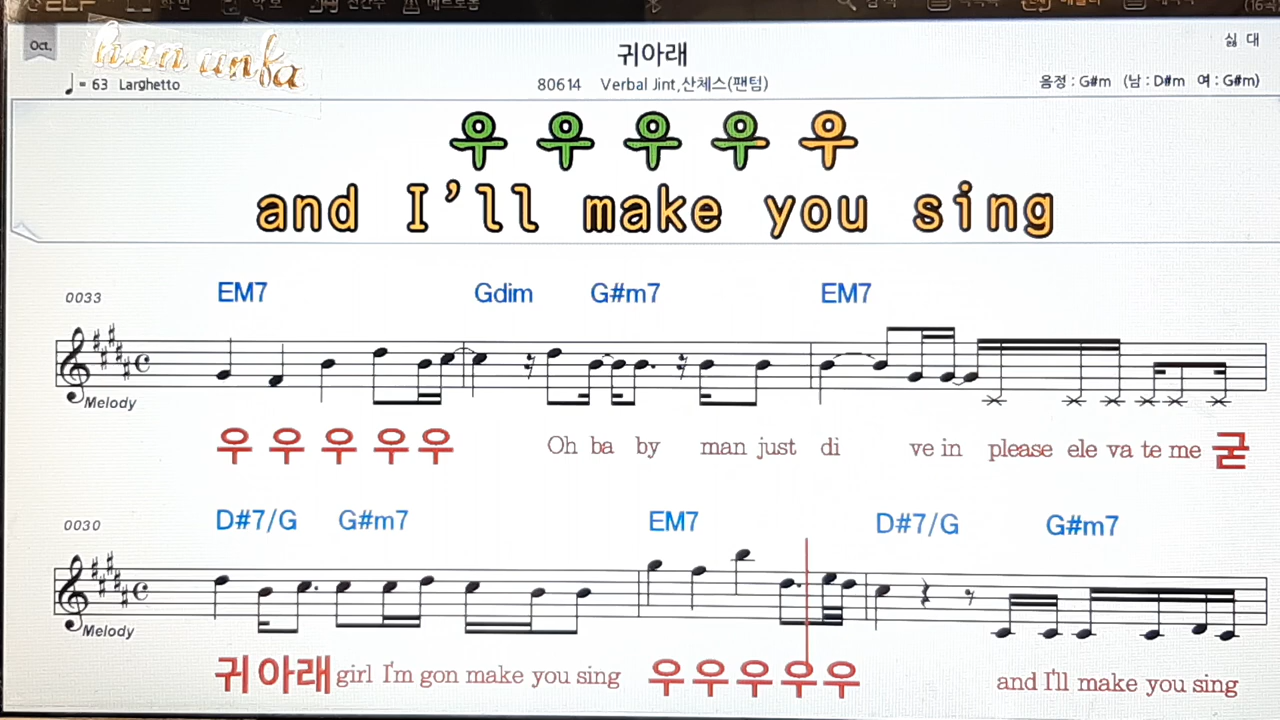 Oct.
han un fa
귀아래
싫 대
♩= 63 Larghetto
80614 Verbal Jint,산체스(팬텀)
음정 : G#m (남 : D#m 여 : G#m)
우 우 우 우 우
and I'll make you sing
0033 EM7 Gdim G#m7 EM7
Melody
우 우 우 우 우 Oh ba by man just di ve in please ele va te me 굳
0030 D#7/G G#m7 EM7 D#7/G G#m7
Melody
귀 아래 girl I'm gon make you sing 우 우 우 우 우 and I'll make you sing